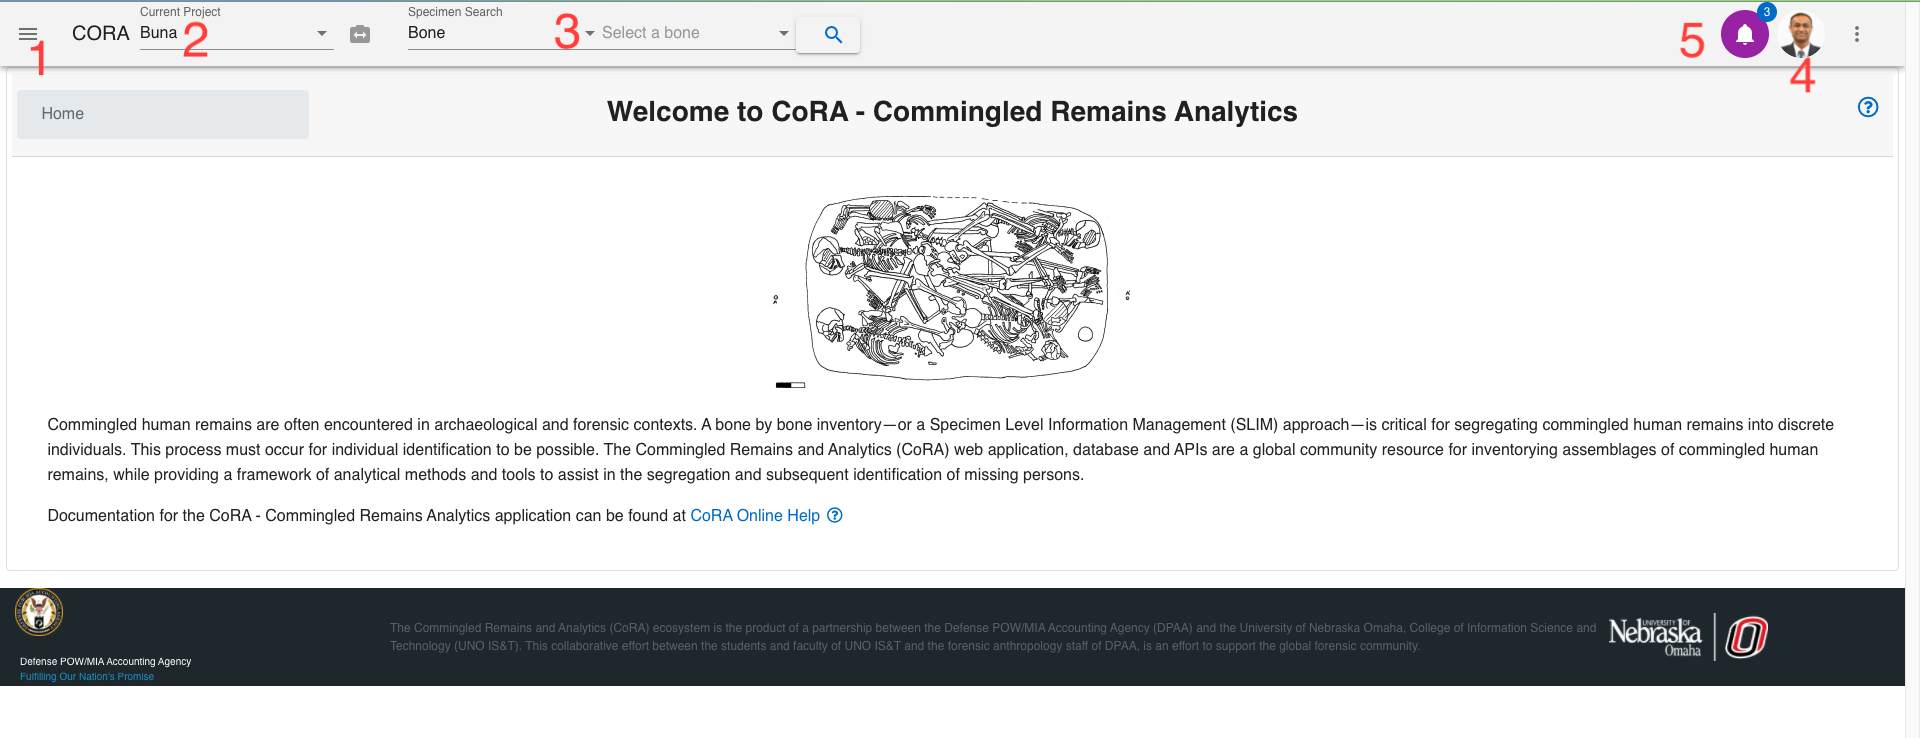 Current Project
Specimen Search
CORA Buna
Bone
Select a bone
1
2
3
5
3
4
Home
Welcome to CoRA - Commingled Remains Analytics
Commingled human remains are often encountered in archaeological and forensic contexts. A bone by bone inventory—or a Specimen Level Information Management (SLIM) approach—is critical for segregating commingled human remains into discrete
individuals. This process must occur for individual identification to be possible. The Commingled Remains and Analytics (CoRA) web application, database and APIs are a global community resource for inventorying assemblages of commingled human
remains, while providing a framework of analytical methods and tools to assist in the segregation and subsequent identification of missing persons.
Documentation for the CoRA - Commingled Remains Analytics application can be found at CoRA Online Help
The Commingled Remains and Analytics (CoRA) ecosystem is the product of a partnership between the Defense POW/MIA Accounting Agency (DPAA) and the University of Nebraska Omaha, College of Information Science and
Technology (UNO IS&T). This collaborative effort between the students and faculty of UNO IS&T and the forensic anthropology staff of DPAA, is an effort to support the global forensic community.
Defense POW/MIA Accounting Agency
Fulfilling Our Nation's Promise
UNIVERSITY OF
Nebraska
Omaha
O